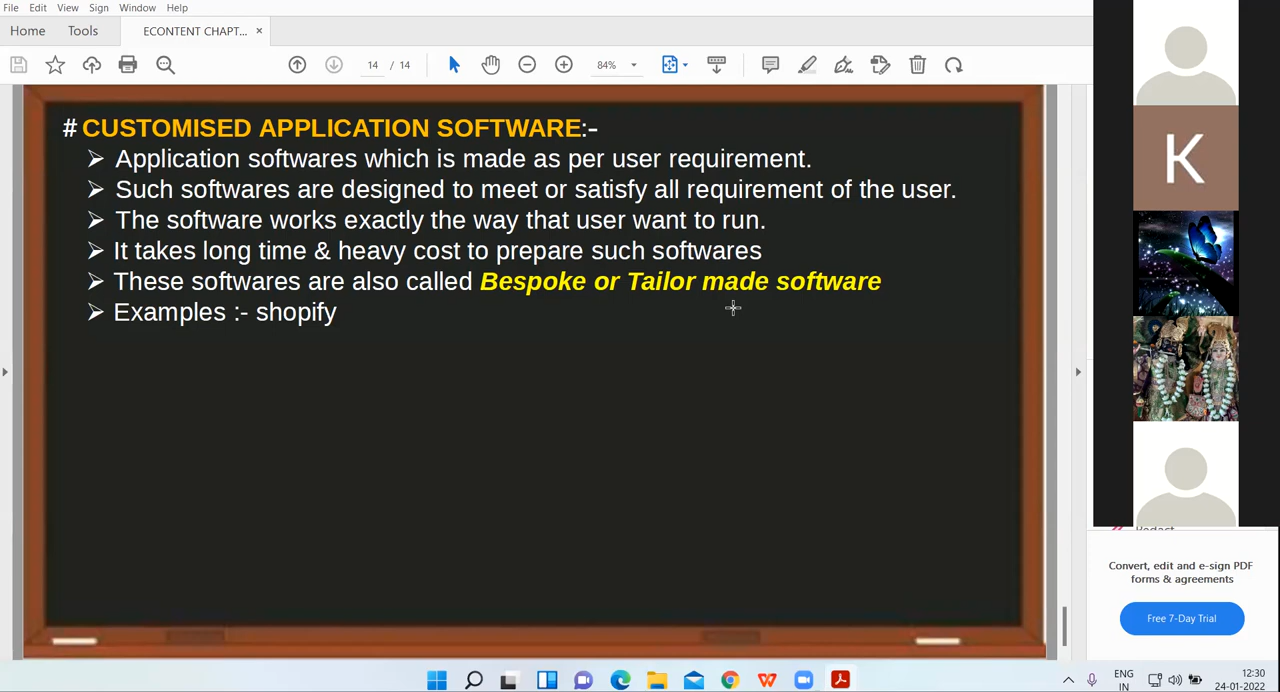 File Edit View Sign Window Help
Home Tools ECONTENT CHAPT... ×
14 / 14 84%
# CUSTOMISED APPLICATION SOFTWARE:-
➢ Application softwares which is made as per user requirement.
➢ Such softwares are designed to meet or satisfy all requirement of the user.
➢ The software works exactly the way that user want to run.
➢ It takes long time & heavy cost to prepare such softwares
➢ These softwares are also called Bespoke or Tailor made software
➢ Examples :- shopify
K
Convert, edit and e-sign PDF
forms & agreements
Free 7-Day Trial
ENG
IN
12:30
24-01-2022